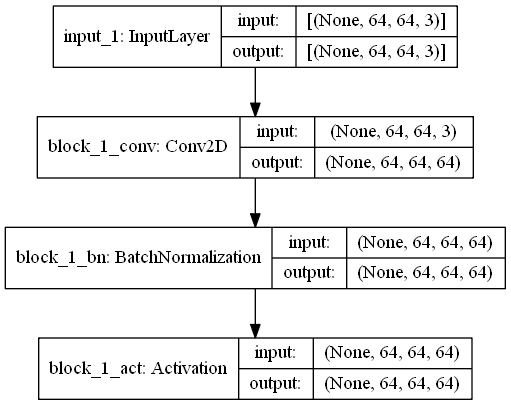 input_1: InputLayer
input: [(None, 64, 64, 3)]
output: [(None, 64, 64, 3)]
block_1_conv: Conv2D
input: (None, 64, 64, 3)
output: (None, 64, 64, 64)
block_1_bn: BatchNormalization
input: (None, 64, 64, 64)
output: (None, 64, 64, 64)
block_1_act: Activation
input: (None, 64, 64, 64)
output: (None, 64, 64, 64)